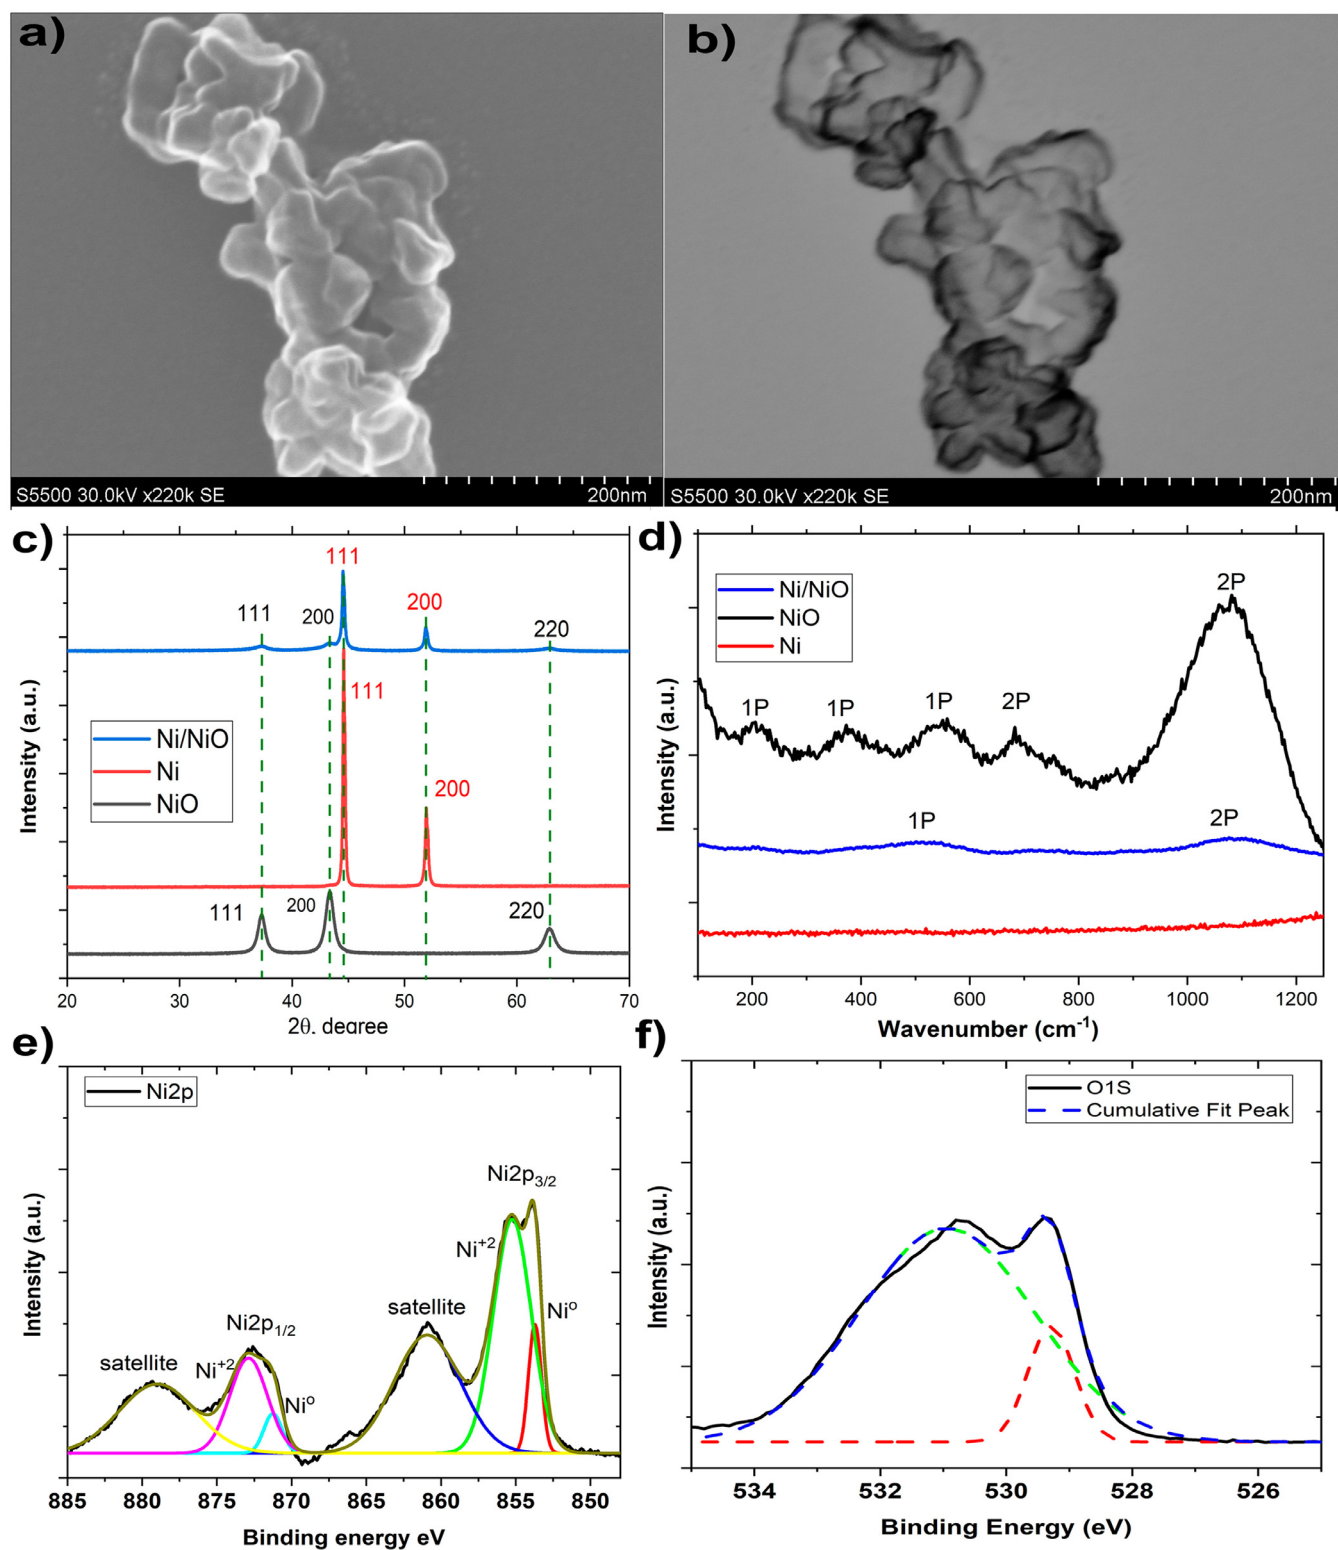 a)
b)
S5500 30.0kV x220k SE
200nm
S5500 30.0kV x220k SE
200nm
c)
111
111
200
200
220
111
200
111
200
220
Ni/NiO
Ni
NiO
Intensity (a.u.)
20
30
40
50
60
70
2θ, degree
d)
Ni/NiO
NiO
Ni
2P
1P
1P
1P
2P
1P
2P
Intensity (a.u.)
200
400
600
800
1000
1200
Wavenumber (cm-1)
e)
Ni2p
Ni2p3/2
Ni+2
Nio
satellite
Ni2p1/2
satellite
Ni+2
Nio
Intensity (a.u.)
885
880
875
870
865
860
855
850
Binding energy eV
f)
O1S
Cumulative Fit Peak
Intensity (a.u.)
534
532
530
528
526
Binding Energy (eV)